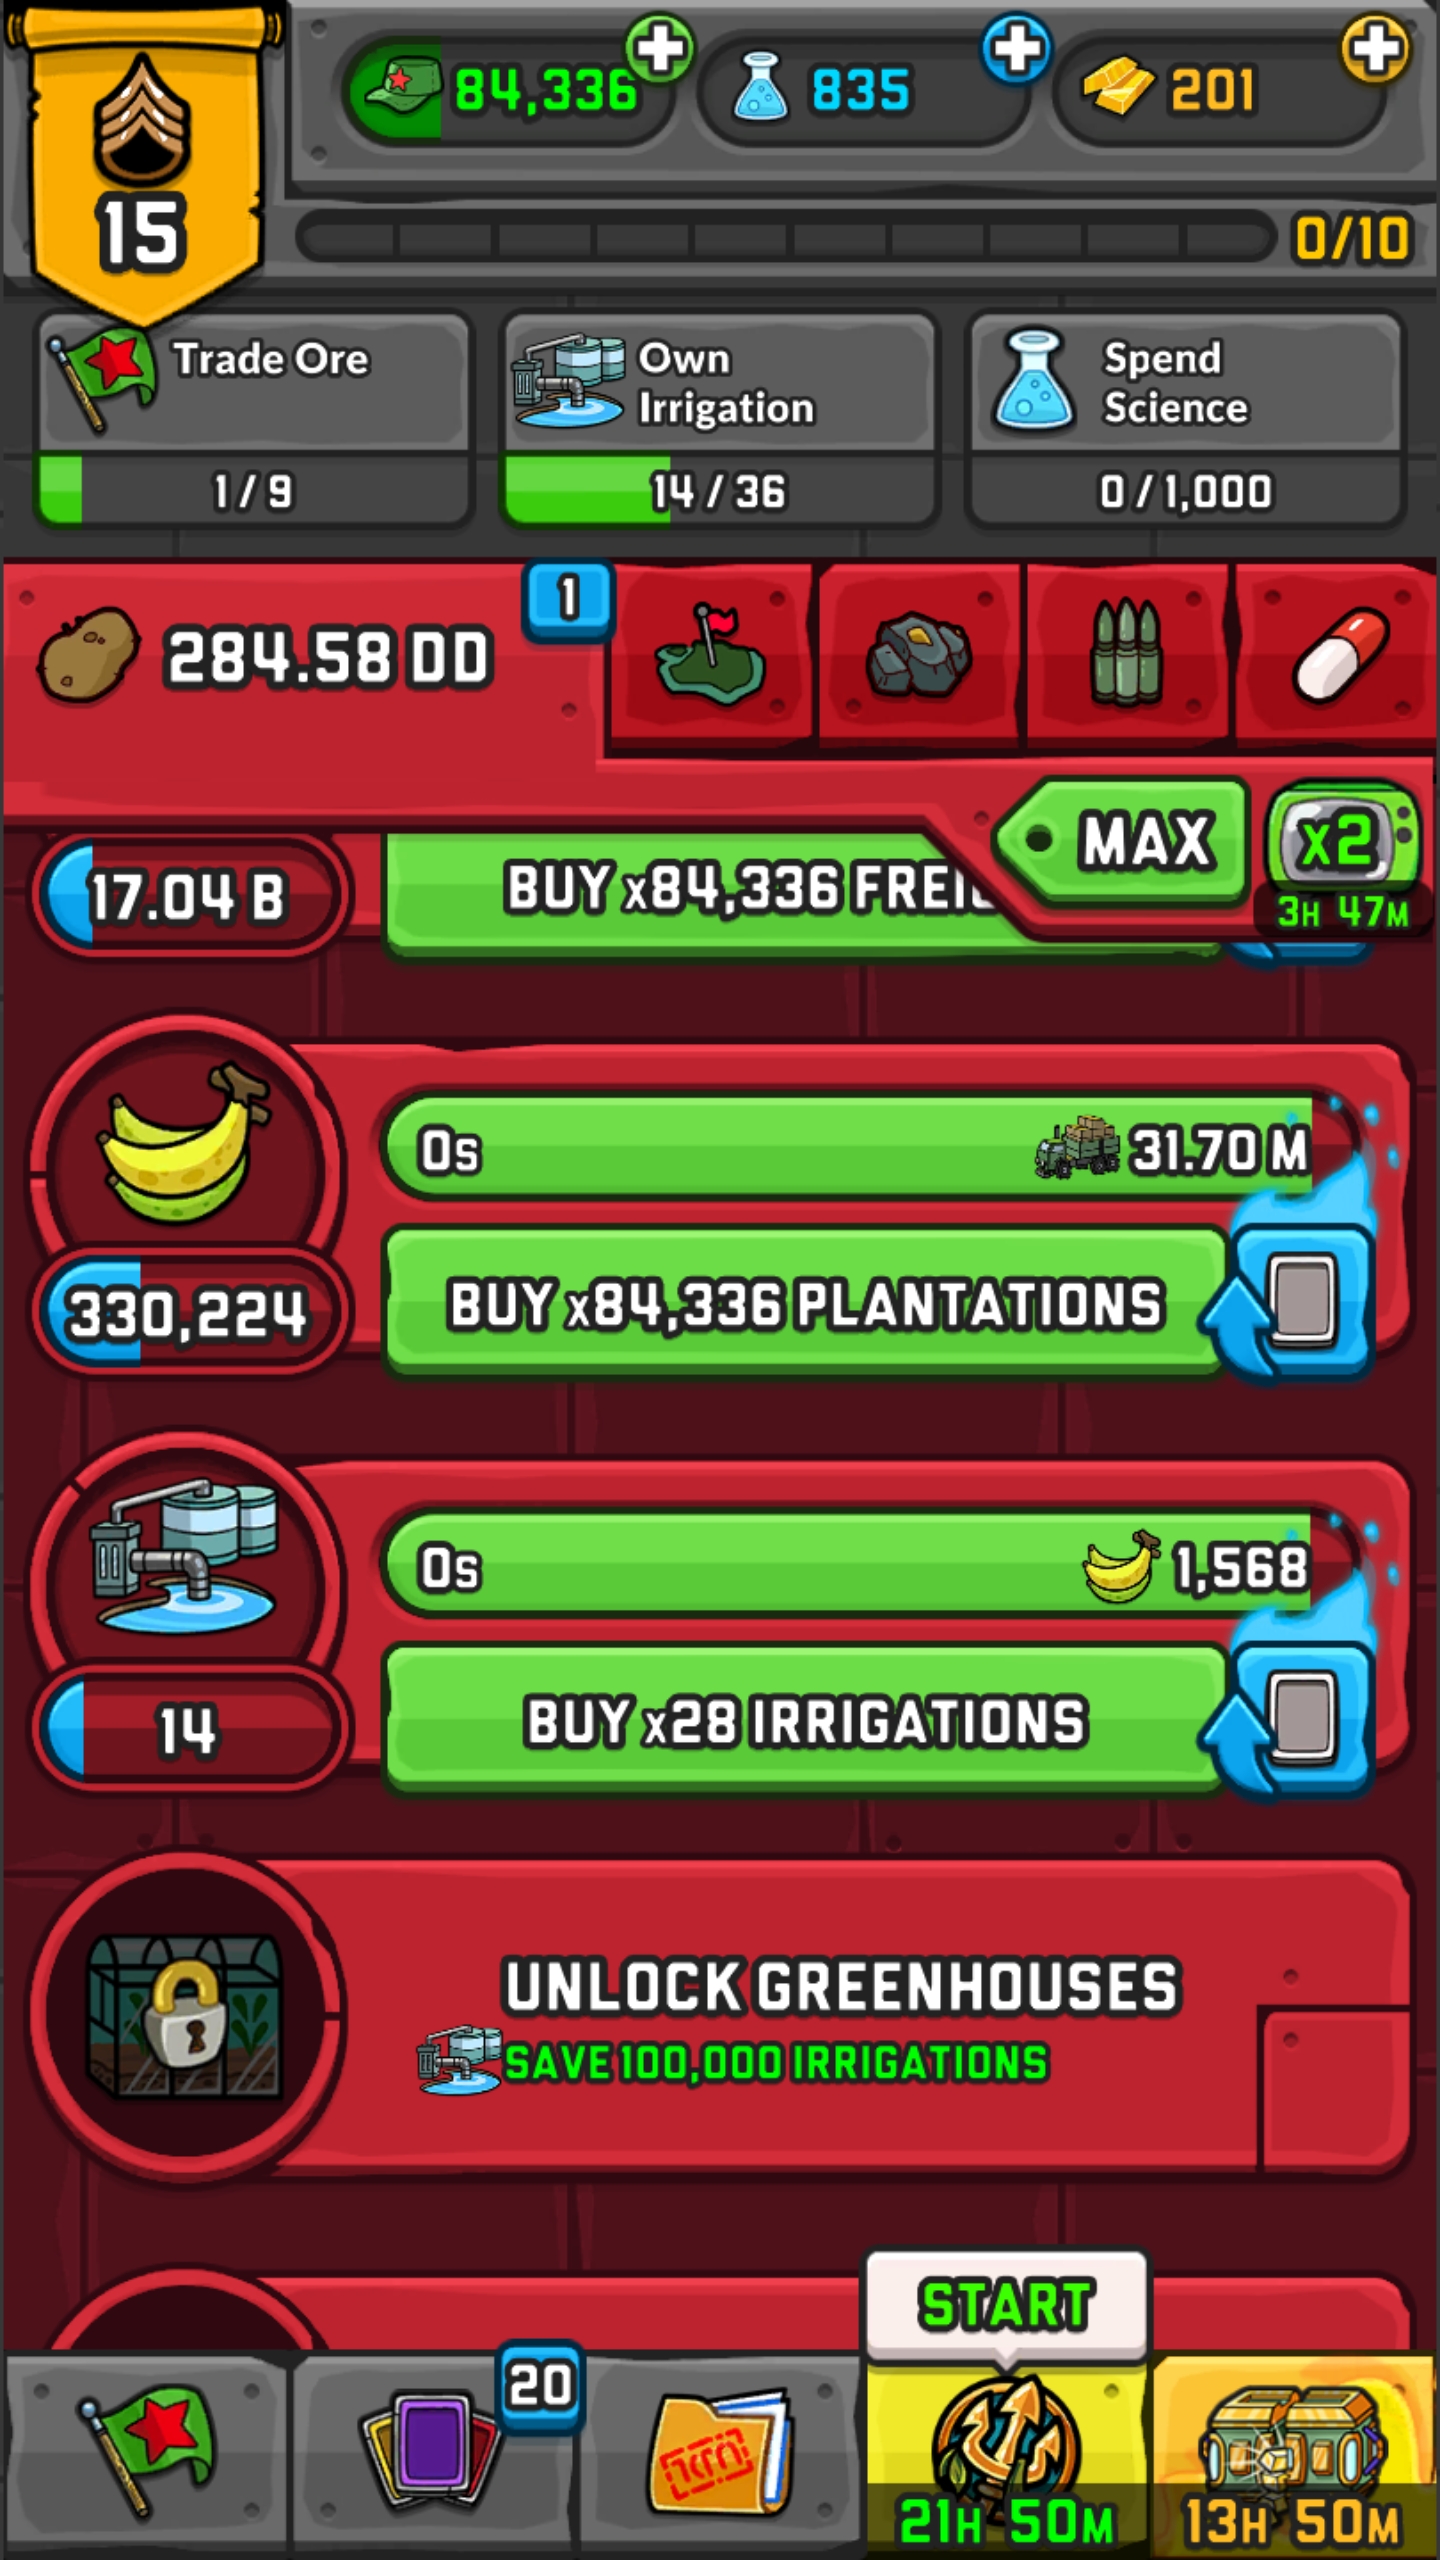 15
84,336
835
201
0/10
Trade Ore
1 / 9
Own
Irrigation
14 / 36
Spend
Science
0 / 1,000
284.58 DD
1
MAX
x2
3H 47M
17.04 B
BUY x84,336
0s
31.70 M
330,224
BUY x84,336 PLANTATIONS
0s
1,568
14
BUY x28 IRRIGATIONS
UNLOCK GREENHOUSES
SAVE 100,000 IRRIGATIONS
START
20
21H 50M
13H 50M